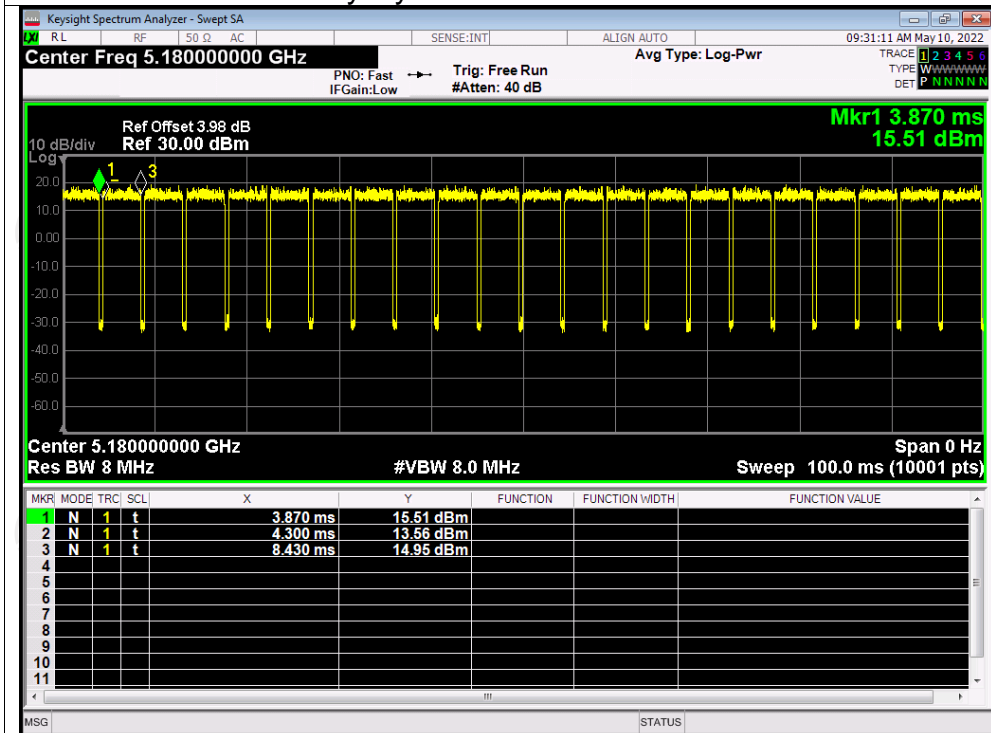 Keysight Spectrum Analyzer - Swept SA
LXI RL RF 50 Ω AC SENSE:INT ALIGN AUTO 09:31:11 AM May 10, 2022
Center Freq 5.180000000 GHz
Avg Type: Log-Pwr
TRACE 1 2 3 4 5 6
PNO: Fast Trig: Free Run
TYPE WWWWWW
IFGain:Low #Atten: 40 dB
DET P N N N N N
Mkr1 3.870 ms
15.51 dBm
Ref Offset 3.98 dB
10 dB/div Ref 30.00 dBm
Log
1 3
20.0
10.0
0.00
-10.0
-20.0
-30.0
-40.0
-50.0
-60.0
Center 5.180000000 GHz Span 0 Hz
Res BW 8 MHz #VBW 8.0 MHz Sweep 100.0 ms (10001 pts)
MKR MODE TRC SCL X Y FUNCTION FUNCTION WIDTH FUNCTION VALUE
1 N 1 t 3.870 ms 15.51 dBm
2 N 1 t 4.300 ms 13.56 dBm
3 N 1 t 8.430 ms 14.95 dBm
4
5
6
7
8
9
10
11
MSG STATUS